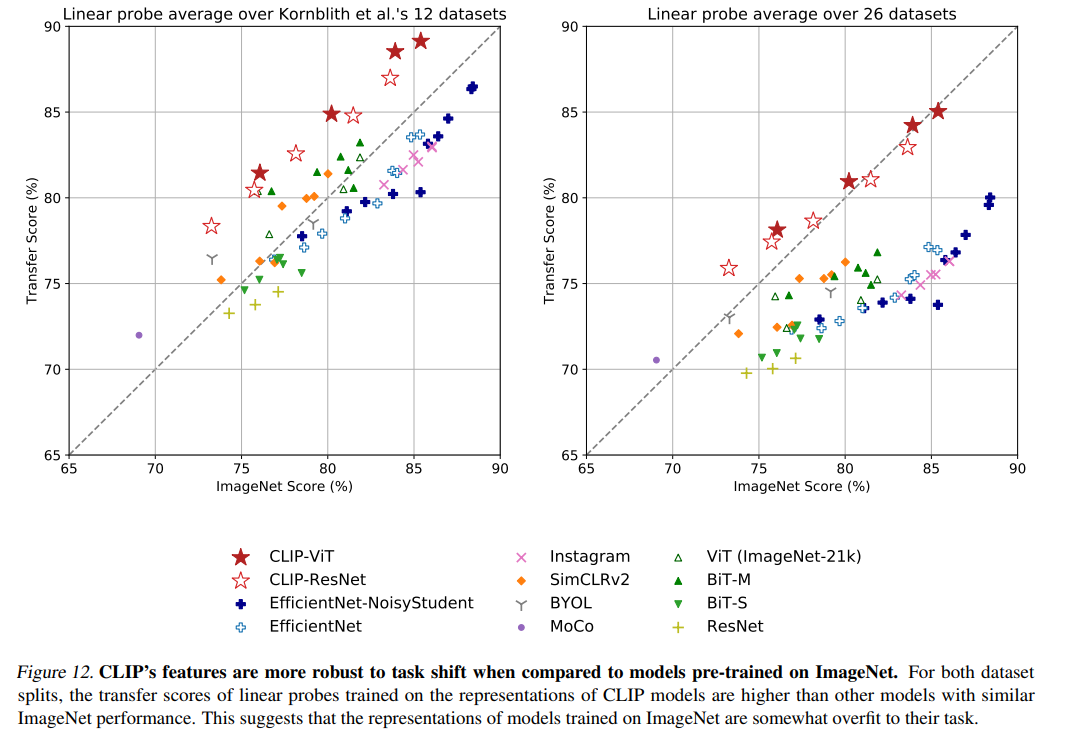 Linear probe average over Kornblith et al.'s 12 datasets
90
85
80
75
70
65
Transfer Score (%)
65 70 75 80 85 90
ImageNet Score (%)
Linear probe average over 26 datasets
90
85
80
75
70
65
Transfer Score (%)
65 70 75 80 85 90
ImageNet Score (%)
CLIP-ViT
CLIP-ResNet
EfficientNet-NoisyStudent
EfficientNet
Instagram
SimCLRv2
BYOL
MoCo
ViT (ImageNet-21k)
BiT-M
BiT-S
ResNet
Figure 12. CLIP's features are more robust to task shift when compared to models pre-trained on ImageNet. For both dataset
splits, the transfer scores of linear probes trained on the representations of CLIP models are higher than other models with similar
ImageNet performance. This suggests that the representations of models trained on ImageNet are somewhat overfit to their task.